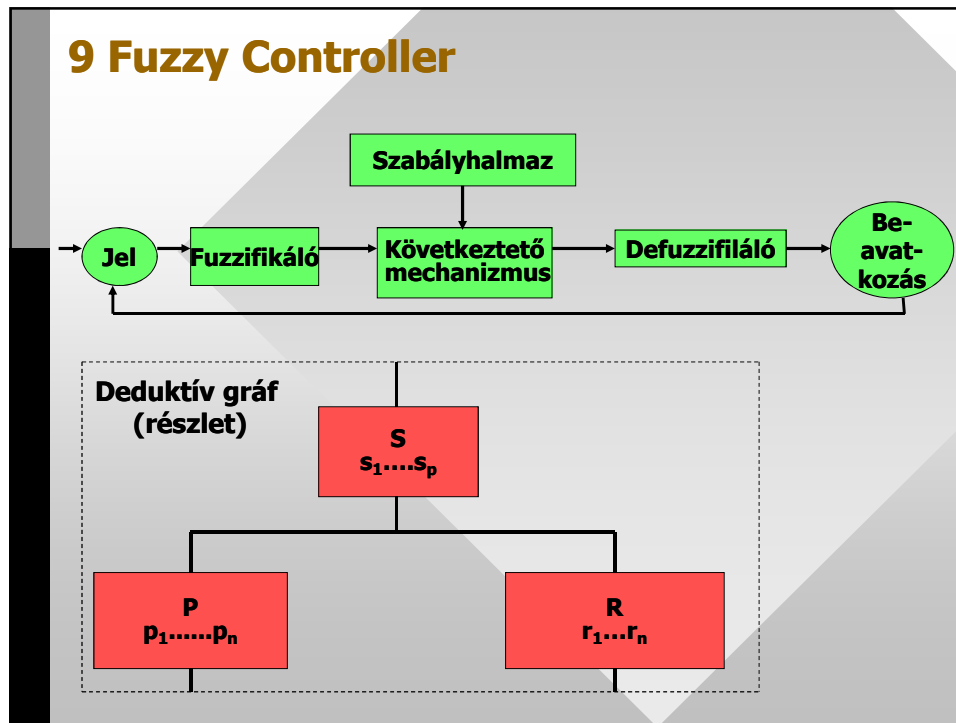 9 Fuzzy Controller
Szabályhalmaz
Jel
Fuzzifikáló
Következtető
mechanizmus
Defuzzifiláló
Be-
avat-
kozás
Deduktív gráf
(részlet)
S
s₁....sₚ
P
p₁......pₙ
R
r₁...rₙ